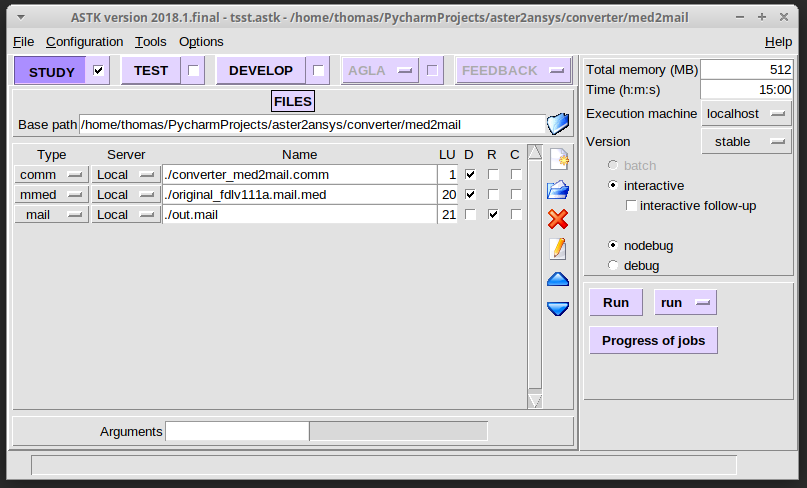 ASTK version 2018.1.final - tsst.astk - /home/thomas/PycharmProjects/aster2ansys/converter/med2mail
File Configuration Tools Options Help
STUDY TEST DEVELOP AGLA FEEDBACK
FILES
Base path /home/thomas/PycharmProjects/aster2ansys/converter/med2mail
Type Server Name LU D R C
comm Local ./converter_med2mail.comm 1
mmed Local ./original_fdlv111a.mail.med 20
mail Local ./out.mail 21
Arguments
Total memory (MB) 512
Time (h:m:s) 15:00
Execution machine localhost
Version stable
batch
interactive
interactive follow-up
nodebug
debug
Run run
Progress of jobs